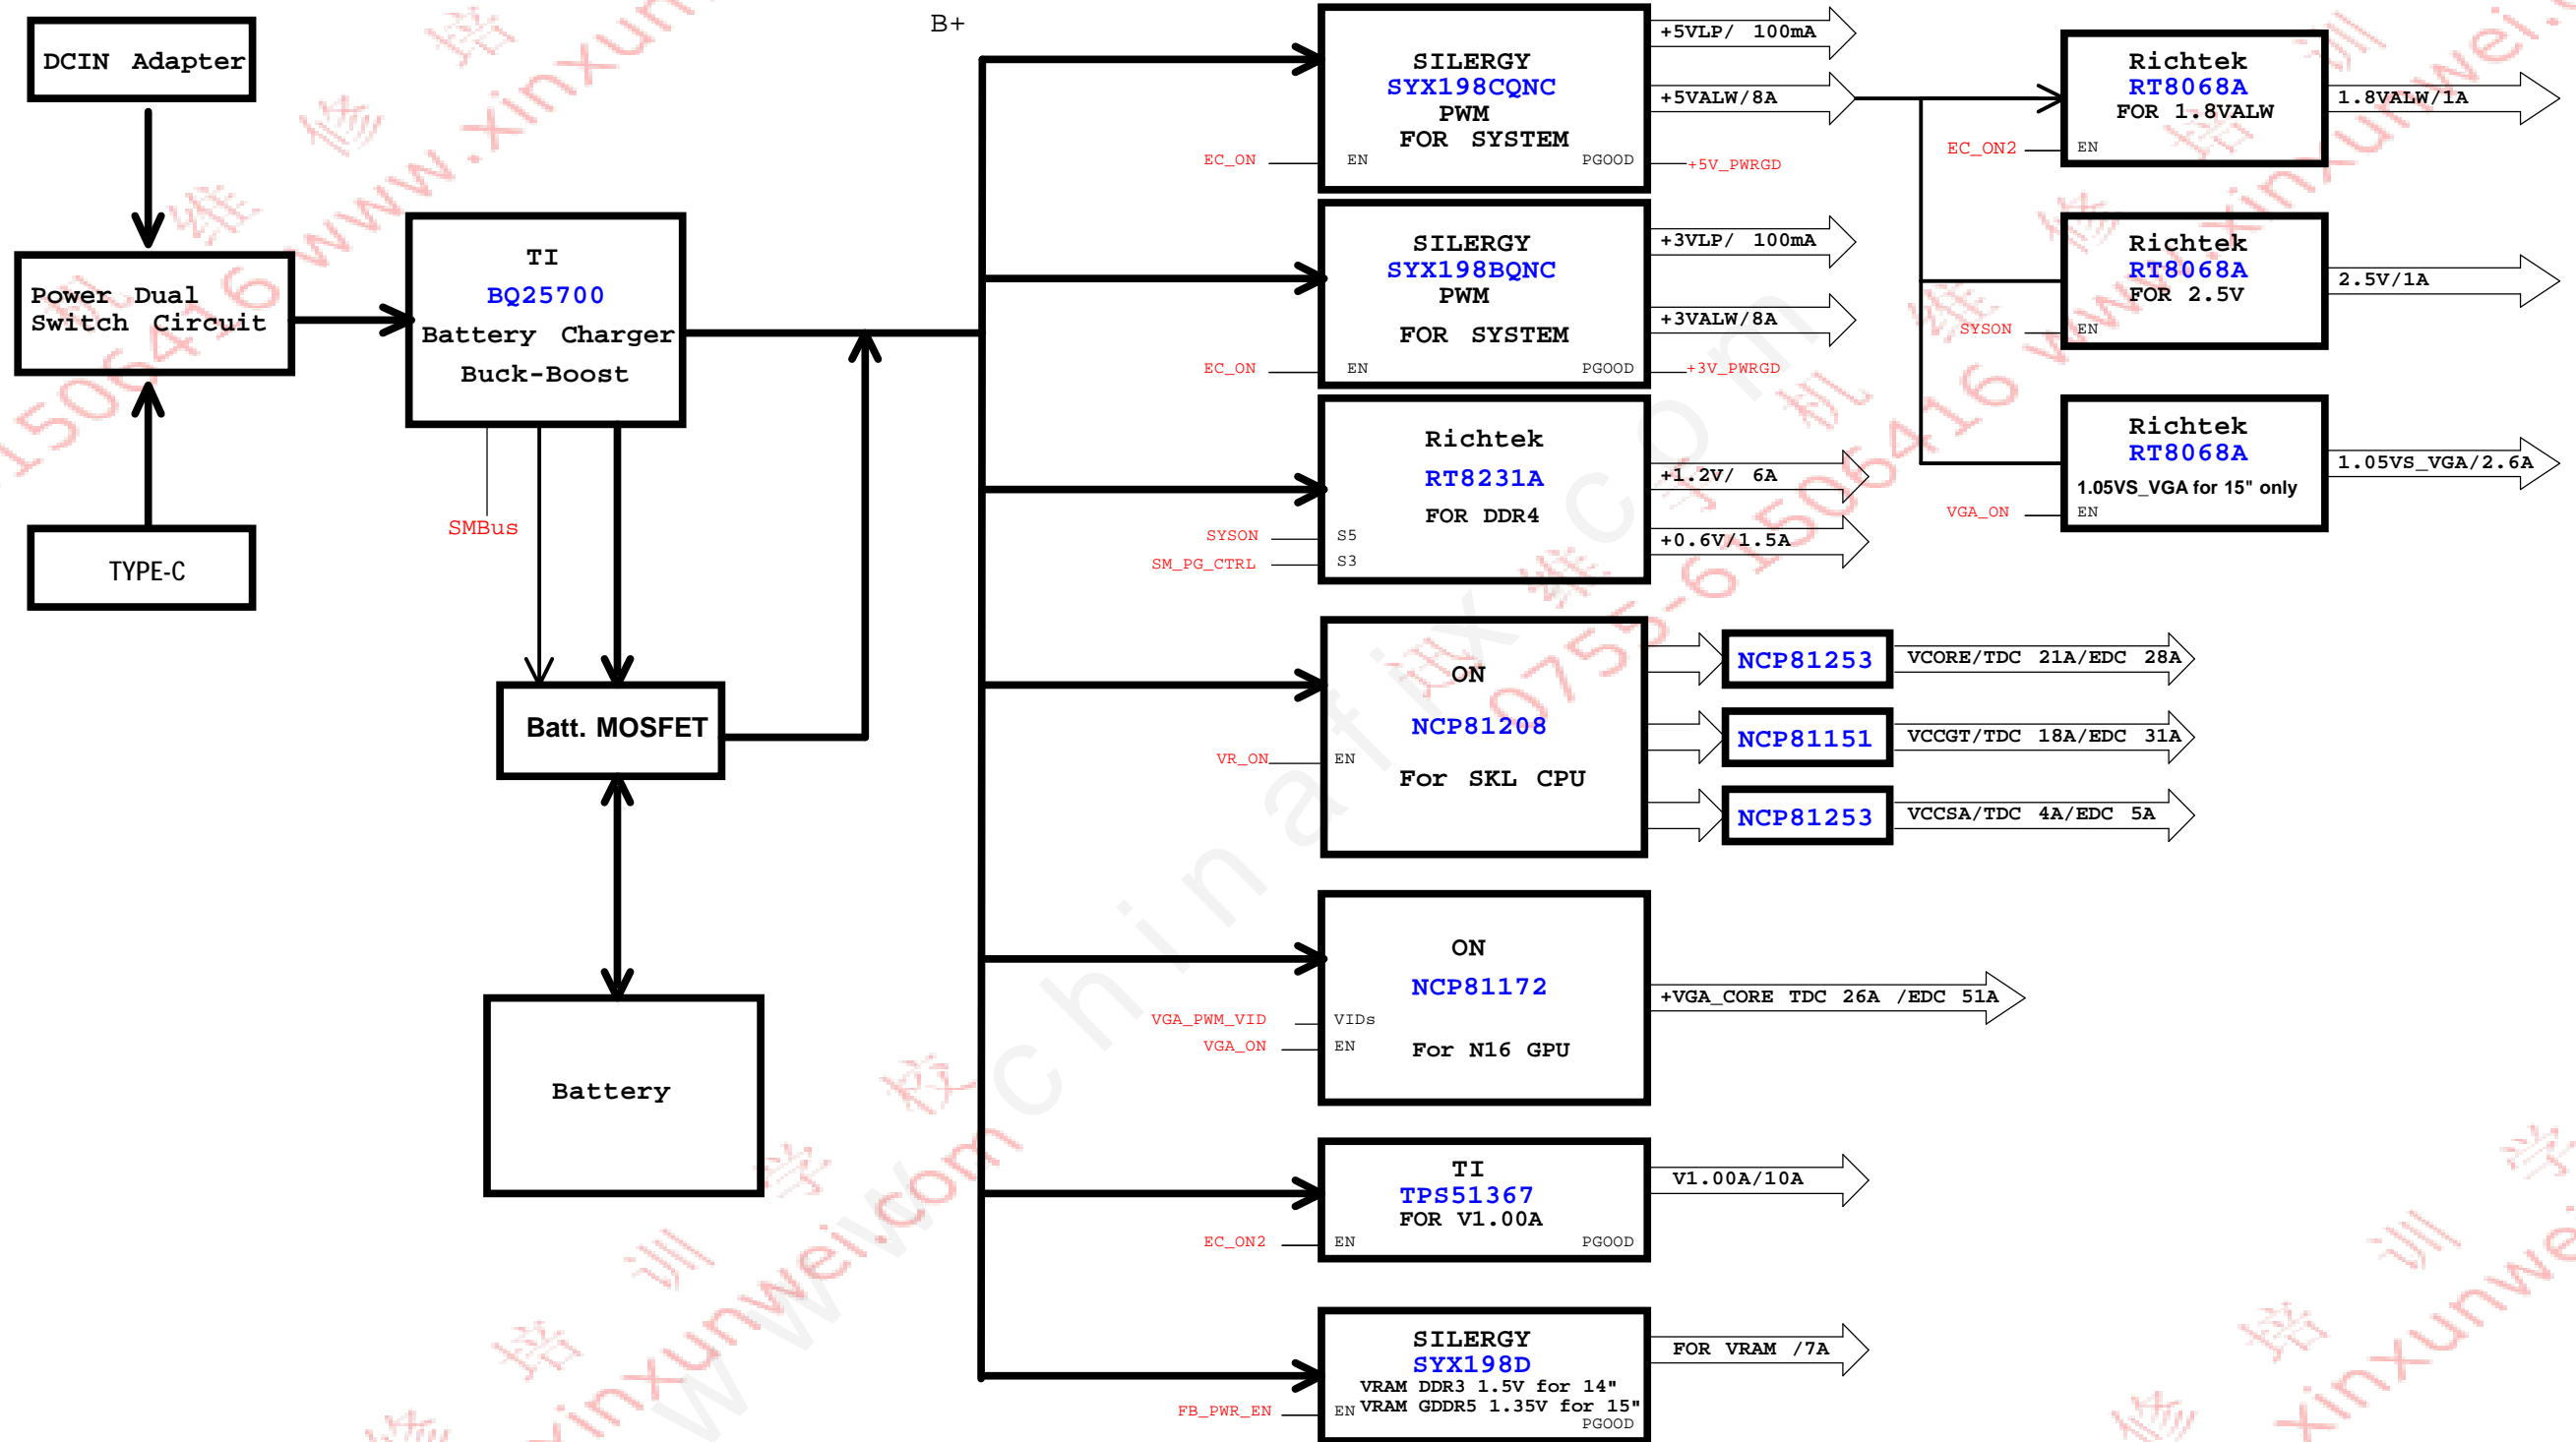 B+
DCIN Adapter
Power Dual
Switch Circuit
TYPE-C
TI
BQ25700
Battery Charger
Buck-Boost
SMBus
Batt. MOSFET
Battery
SILERGY
SYX198CQNC
PWM
FOR SYSTEM
EC_ON
EN
PGOOD
+5VLP/ 100mA
+5VALW/8A
+5V_PWRGD
SILERGY
SYX198BQNC
PWM
FOR SYSTEM
EC_ON
EN
PGOOD
+3VLP/ 100mA
+3VALW/8A
+3V_PWRGD
Richtek
RT8231A
FOR DDR4
SYSON
S5
SM_PG_CTRL
S3
+1.2V/ 6A
+0.6V/1.5A
ON
NCP81208
For SKL CPU
VR_ON
EN
NCP81253
VCORE/TDC 21A/EDC 28A
NCP81151
VCCGT/TDC 18A/EDC 31A
NCP81253
VCCSA/TDC 4A/EDC 5A
ON
NCP81172
For N16 GPU
VGA_PWM_VID
VIDs
VGA_ON
EN
+VGA_CORE TDC 26A /EDC 51A
TI
TPS51367
FOR V1.00A
EC_ON2
EN
PGOOD
V1.00A/10A
SILERGY
SYX198D
VRAM DDR3 1.5V for 14"
VRAM GDDR5 1.35V for 15"
FB_PWR_EN
EN
PGOOD
FOR VRAM /7A
Richtek
RT8068A
FOR 1.8VALW
EC_ON2
EN
1.8VALW/1A
Richtek
RT8068A
FOR 2.5V
SYSON
EN
2.5V/1A
Richtek
RT8068A
1.05VS_VGA for 15" only
VGA_ON
EN
1.05VS_VGA/2.6A